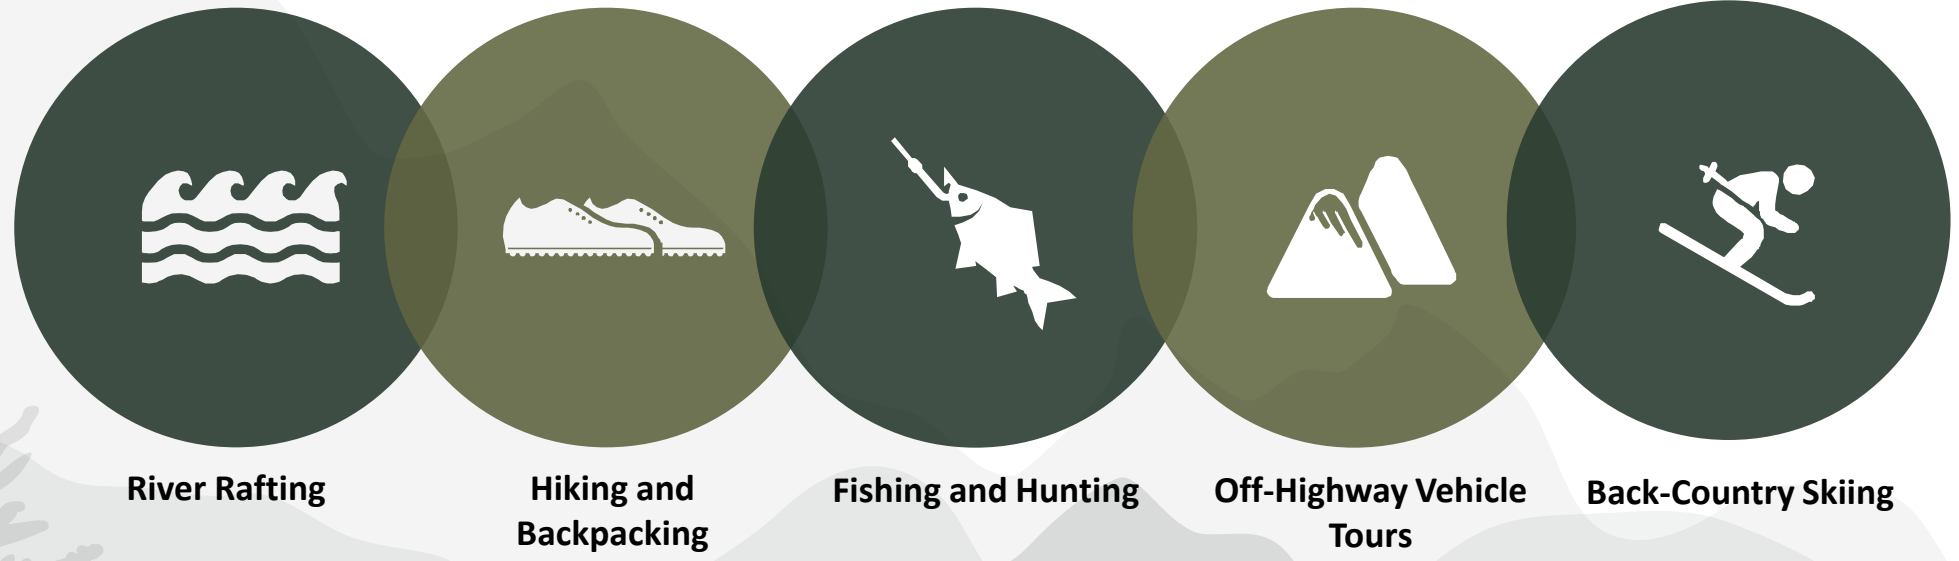 River Rafting
Hiking and
Backpacking
Fishing and Hunting
Off-Highway Vehicle
Tours
Back-Country Skiing